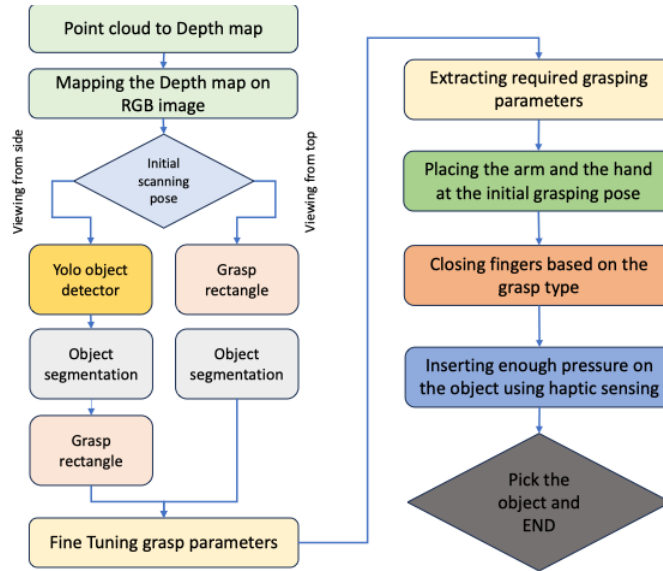 Point cloud to Depth map
Mapping the Depth map on
RGB image
Viewing from side
Initial
scanning
pose
Viewing from top
Yolo object
detector
Grasp
rectangle
Object
segmentation
Object
segmentation
Grasp
rectangle
Fine Tuning grasp parameters
Extracting required grasping
parameters
Placing the arm and the hand
at the initial grasping pose
Closing fingers based on the
grasp type
Inserting enough pressure on
the object using haptic sensing
Pick the
object and
END